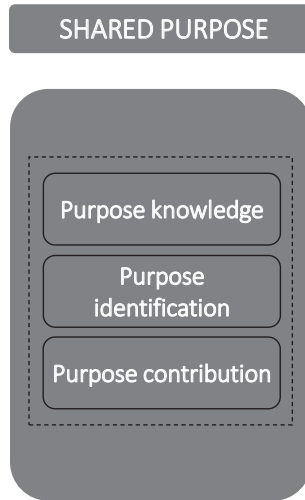 SHARED PURPOSE
Purpose knowledge
Purpose
identification
Purpose contribution